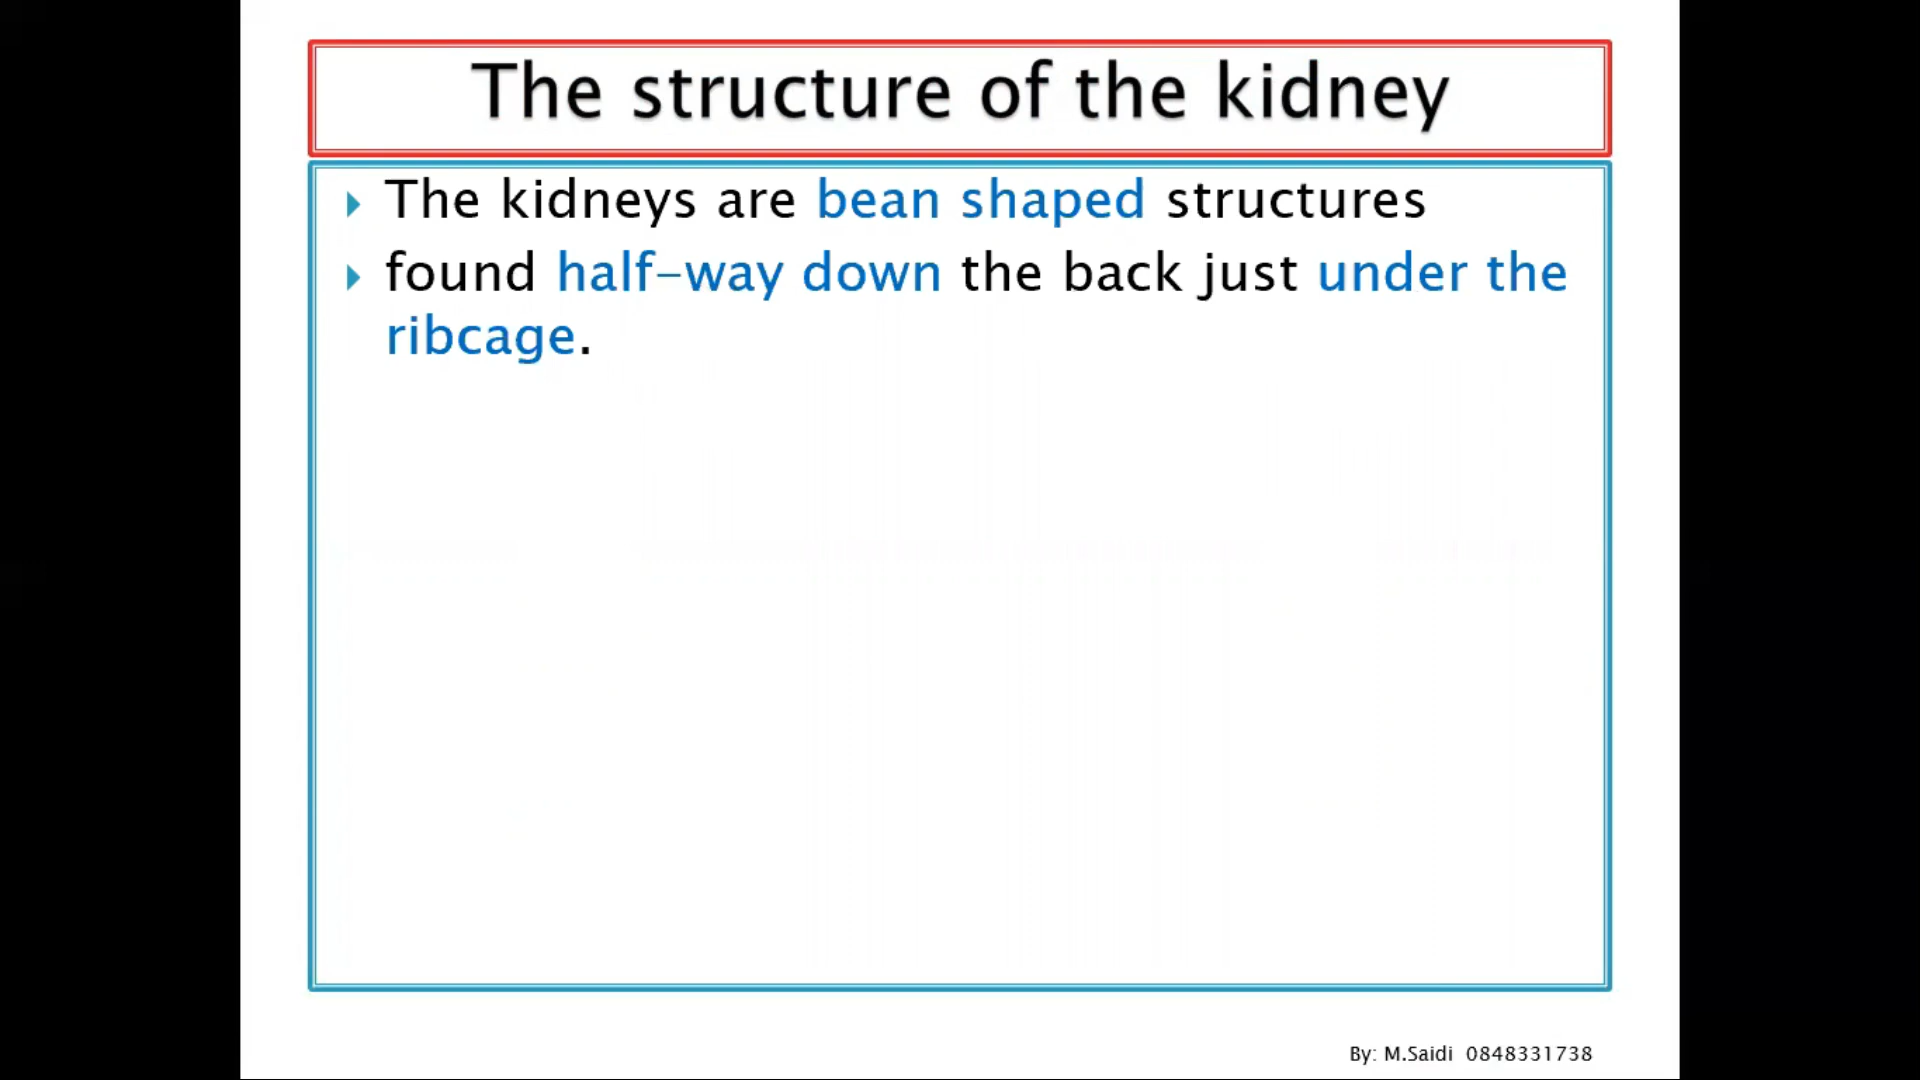 The structure of the kidney
The kidneys are bean shaped structures
found half-way down the back just under the
ribcage.
By: M.Saidi 0848331738